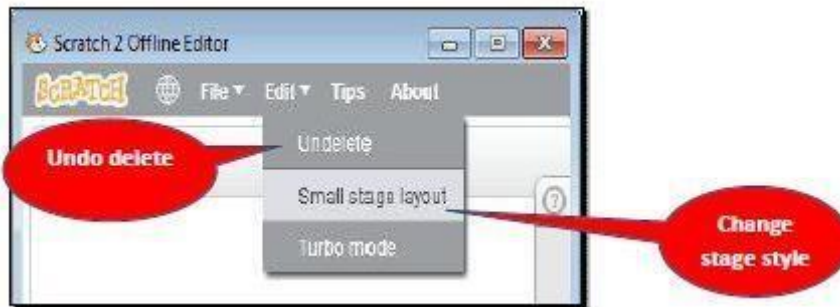 Scratch 2 Offline Editor
SCRATCH File Edit Tips About
Undo delete
Undelete
Small stage layout
Turbo mode
Change
stage style